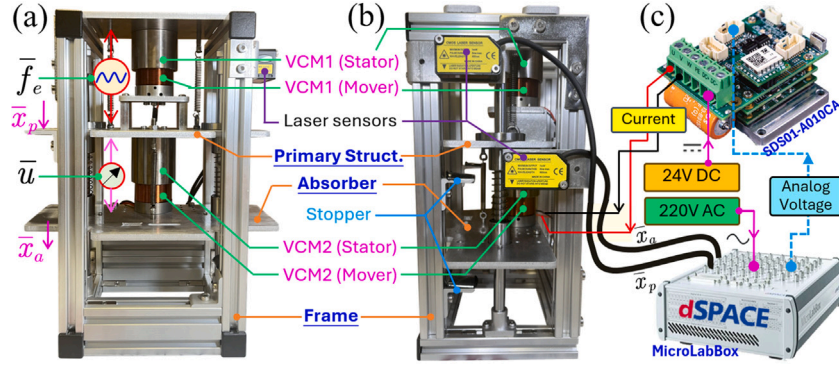 (a)
f̅e
x̅p
u̅
x̅a
(b)
VCM1 (Stator)
VCM1 (Mover)
Laser sensors
Primary Struct.
Absorber
Stopper
VCM2 (Stator)
VCM2 (Mover)
Frame
x̅a
x̅p
(c)
Current
SDS01-A010CA
24V DC
220V AC
Analog
Voltage
dSPACE
MicroLabBox